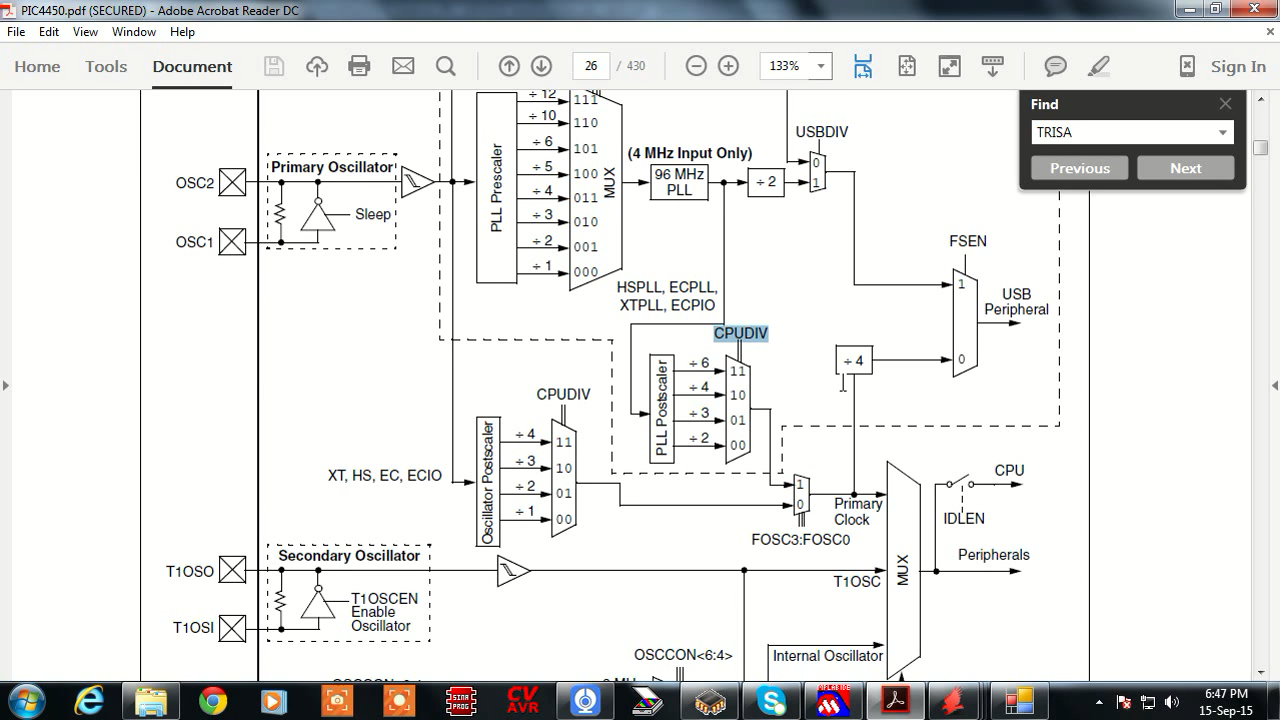 PIC4450.pdf (SECURED) - Adobe Acrobat Reader DC
File Edit View Window Help
Home Tools Document 26 / 430 133% Sign In
Find
TRISA
Previous Next
÷ 12 111
÷ 10 110
÷ 6 101
÷ 5 100
÷ 4 011
÷ 3 010
÷ 2 001
÷ 1 000
PLL Prescaler
MUX
OSC2
OSC1
Primary Oscillator
Sleep
(4 MHz Input Only)
96 MHz
PLL
÷ 2
USBDIV
0
1
FSEN
1
0
USB
Peripheral
HSPLL, ECPLL,
XTPLL, ECPIO
CPUDIV
PLL Postscaler
÷ 6 11
÷ 4 10
÷ 3 01
÷ 2 00
÷ 4
CPUDIV
XT, HS, EC, ECIO
Oscillator Postscaler
÷ 4 11
÷ 3 10
÷ 2 01
÷ 1 00
1
0
FOSC3:FOSC0
Primary
Clock
CPU
IDLEN
Peripherals
MUX
Secondary Oscillator
T1OSO
T1OSI
T1OSCEN
Enable
Oscillator
T1OSC
OSCCON<6:4>
Internal Oscillator
SINA
PROG
CV
AVR
6:47 PM
15-Sep-15